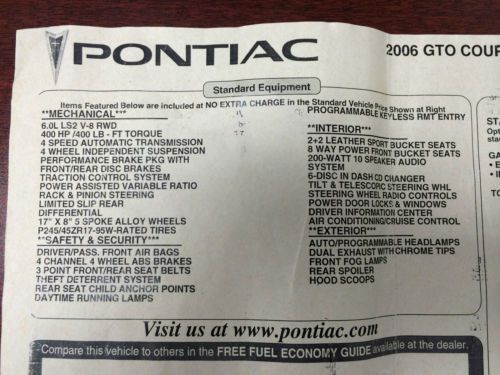 PONTIAC
2006 GTO COUP
Standard Equipment
Items Featured Below are included at NO EXTRA CHARGE in the Standard Vehicle Price Shown at Right
**MECHANICAL***
6.0L LS2 V-8 RWD
400 HP /400 LB - FT TORQUE
4 SPEED AUTOMATIC TRANSMISSION
4 WHEEL INDEPENDENT SUSPENSION
PERFORMANCE BRAKE PKG WITH
FRONT/REAR DISC BRAKES
TRACTION CONTROL SYSTEM
POWER ASSISTED VARIABLE RATIO
RACK & PINION STEERING
LIMITED SLIP REAR
DIFFERENTIAL
17" X 8" 5 SPOKE ALLOY WHEELS
P245/45ZR17-95W-RATED TIRES
**SAFETY & SECURITY***
DRIVER/PASS. FRONT AIR BAGS
4 CHANNEL 4 WHEEL ABS BRAKES
3 POINT FRONT/REAR SEAT BELTS
THEFT DETERRENT SYSTEM
REAR SEAT CHILD ANCHOR POINTS
DAYTIME RUNNING LAMPS
PROGRAMMABLE KEYLESS RMT ENTRY
**INTERIOR***
2+2 LEATHER SPORT BUCKET SEATS
8 WAY POWER FRONT BUCKET SEATS
200-WATT 10 SPEAKER AUDIO
SYSTEM
6-DISC IN DASH CD CHANGER
TILT & TELESCOPIC STEERING WHL
STEERING WHEEL RADIO CONTROLS
POWER DOOR LOCKS & WINDOWS
DRIVER INFORMATION CENTER
AIR CONDITIONING/CRUISE CONTROL
**EXTERIOR***
AUTO/PROGRAMMABLE HEADLAMPS
DUAL EXHAUST WITH CHROME TIPS
FRONT FOG LAMPS
REAR SPOILER
HOOD SCOOPS
Visit us at www.pontiac.com
Compare this vehicle to others in the FREE FUEL ECONOMY GUIDE available at the dealer.